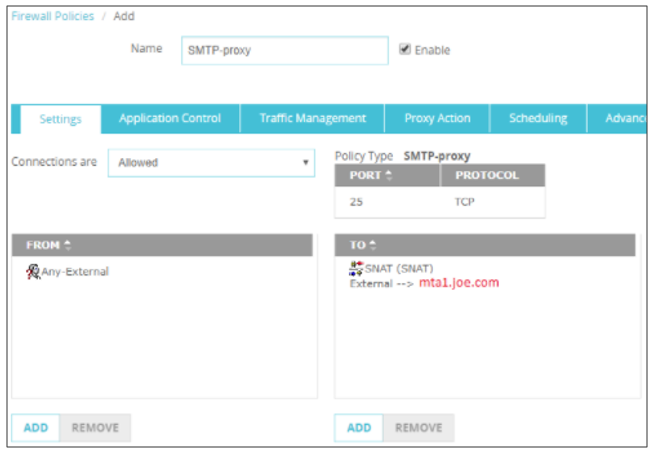 Firewall Policies / Add
Name SMTP-proxy Enable
Settings Application Control Traffic Management Proxy Action Scheduling Advanc
Connections are Allowed
Policy Type SMTP-proxy
PORT PROTOCOL
25 TCP
FROM
Any-External
TO
SNAT (SNAT)
External --> mta1.joe.com
ADD REMOVE
ADD REMOVE